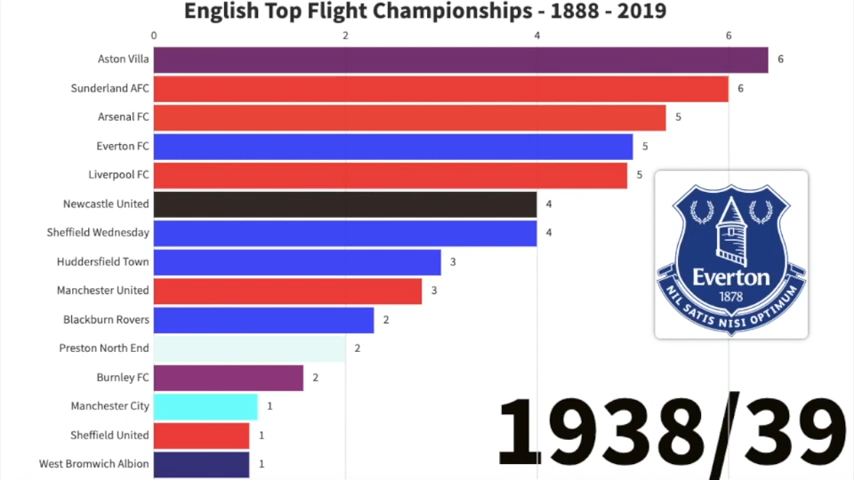 English Top Flight Championships - 1888 - 2019
0 2 4 6
Aston Villa 6
Sunderland AFC 6
Arsenal FC 5
Everton FC 5
Liverpool FC 5
Newcastle United 4
Sheffield Wednesday 4
Huddersfield Town 3
Manchester United 3
Blackburn Rovers 2
Preston North End 2
Burnley FC 2
Manchester City 1
Sheffield United 1
West Bromwich Albion 1
Everton
1878
NIL SATIS NISI OPTIMUM
1938/39